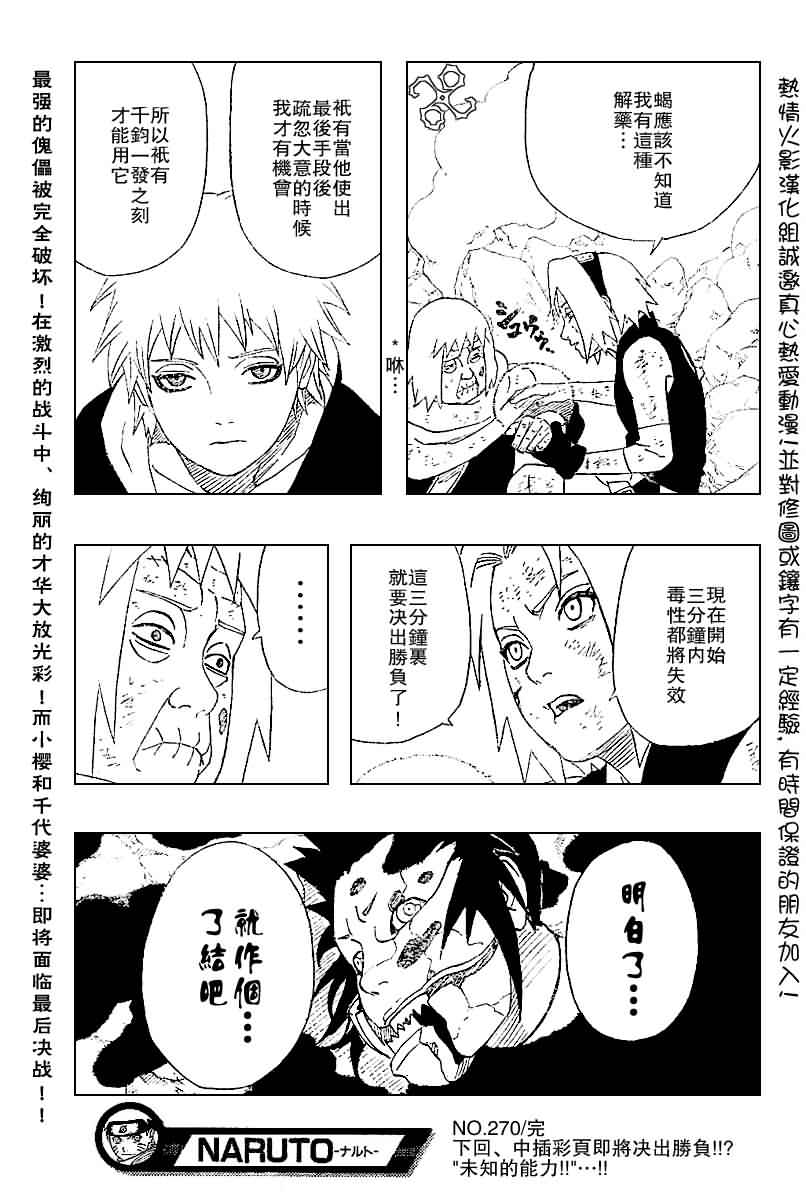 熱情火影漢化組誠邀真心熱愛動漫!並對修圖或鑲字有一定經驗,有時間保證的朋友加入!
蝎應該不知道
我有這種
解藥…
*咻…
祇有當他使出
最後手段後
疏忽大意的時候
我才有機會
所以祇有
千鈞一發之刻
才能用它
現在開始
三分鐘内
毒性都將失效
這三分鐘裏
就要决出勝負了！
……
明白了…
就作個…
了結吧
最强的傀儡被完全破坏！在激烈的战斗中、绚丽的才华大放光彩！而小樱和千代婆婆…即将面临最后决战！！
NARUTO-ナルト-
NO.270/完
下回、中插彩頁即將决出勝負!!?
"未知的能力!!"…!!